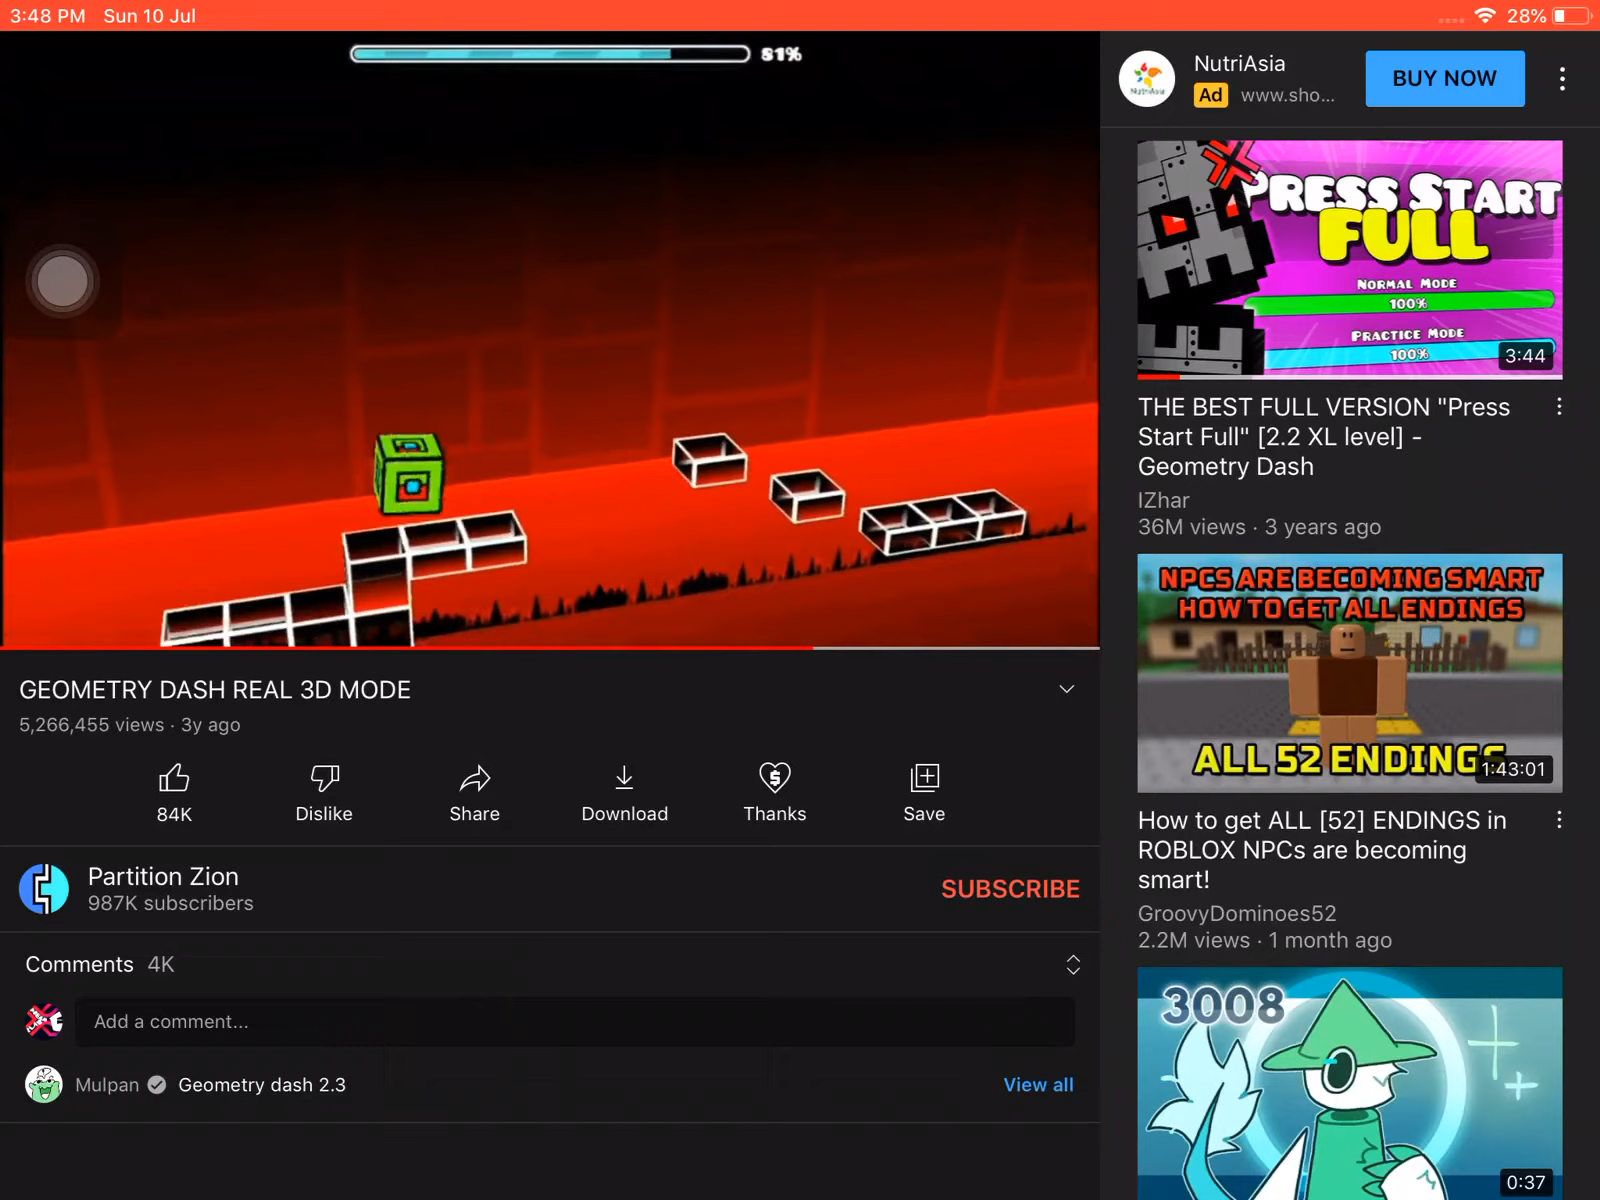 3:48 PM Sun 10 Jul
28%
81%
NutriAsia
Ad www.sho...
BUY NOW
PRESS START
FULL
NORMAL MODE
100%
PRACTICE MODE
100%
3:44
THE BEST FULL VERSION "Press
Start Full" [2.2 XL level] -
Geometry Dash
IZhar
36M views · 3 years ago
NPCS ARE BECOMING SMART
HOW TO GET ALL ENDINGS
ALL 52 ENDINGS
1:43:01
How to get ALL [52] ENDINGS in
ROBLOX NPCs are becoming
smart!
GroovyDominoes52
2.2M views · 1 month ago
3008
0:37
GEOMETRY DASH REAL 3D MODE
5,266,455 views · 3y ago
84K
Dislike
Share
Download
Thanks
Save
Partition Zion
987K subscribers
SUBSCRIBE
Comments 4K
Add a comment...
Mulpan Geometry dash 2.3
View all